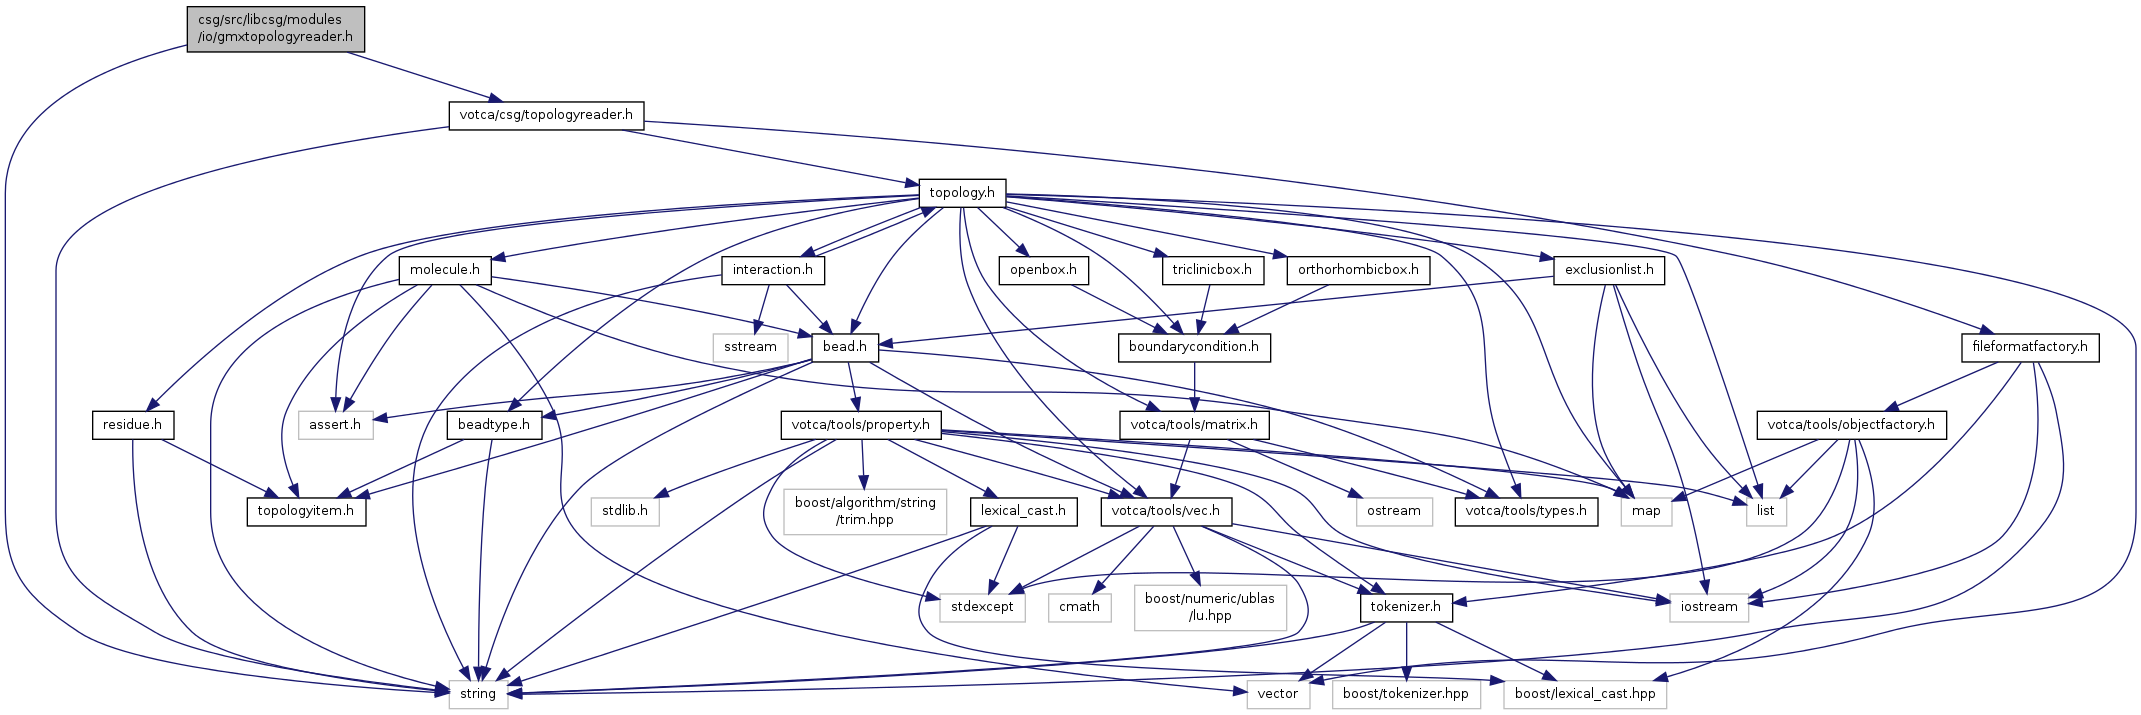 csg/src/libcsg/modules
/io/gmxtopologyreader.h
votca/csg/topologyreader.h
topology.h
molecule.h
interaction.h
openbox.h
triclinicbox.h
orthorhombicbox.h
exclusionlist.h
sstream
bead.h
boundarycondition.h
fileformatfactory.h
residue.h
assert.h
beadtype.h
votca/tools/property.h
votca/tools/matrix.h
votca/tools/objectfactory.h
topologyitem.h
stdlib.h
boost/algorithm/string
/trim.hpp
lexical_cast.h
votca/tools/vec.h
ostream
votca/tools/types.h
map
list
stdexcept
cmath
boost/numeric/ublas
/lu.hpp
tokenizer.h
iostream
string
vector
boost/tokenizer.hpp
boost/lexical_cast.hpp